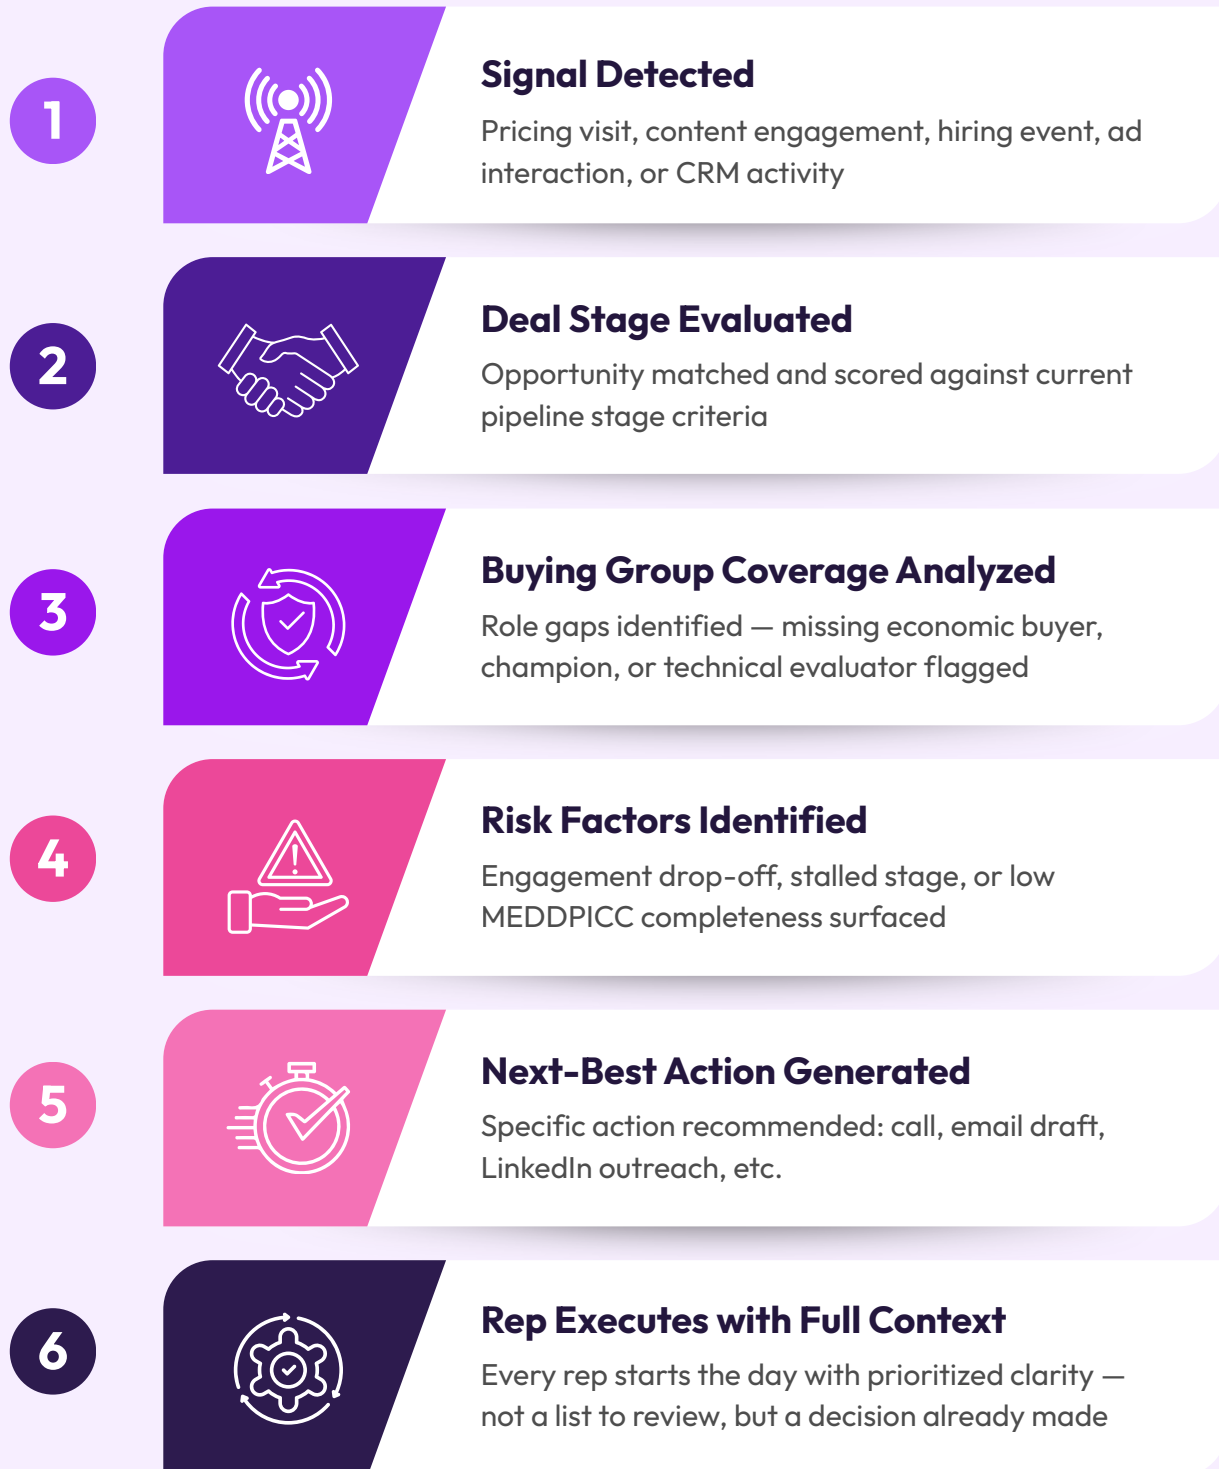 1
Signal Detected
Pricing visit, content engagement, hiring event, ad
interaction, or CRM activity
2
Deal Stage Evaluated
Opportunity matched and scored against current
pipeline stage criteria
3
Buying Group Coverage Analyzed
Role gaps identified — missing economic buyer,
champion, or technical evaluator flagged
4
Risk Factors Identified
Engagement drop-off, stalled stage, or low
MEDDPICC completeness surfaced
5
Next-Best Action Generated
Specific action recommended: call, email draft,
LinkedIn outreach, etc.
6
Rep Executes with Full Context
Every rep starts the day with prioritized clarity —
not a list to review, but a decision already made